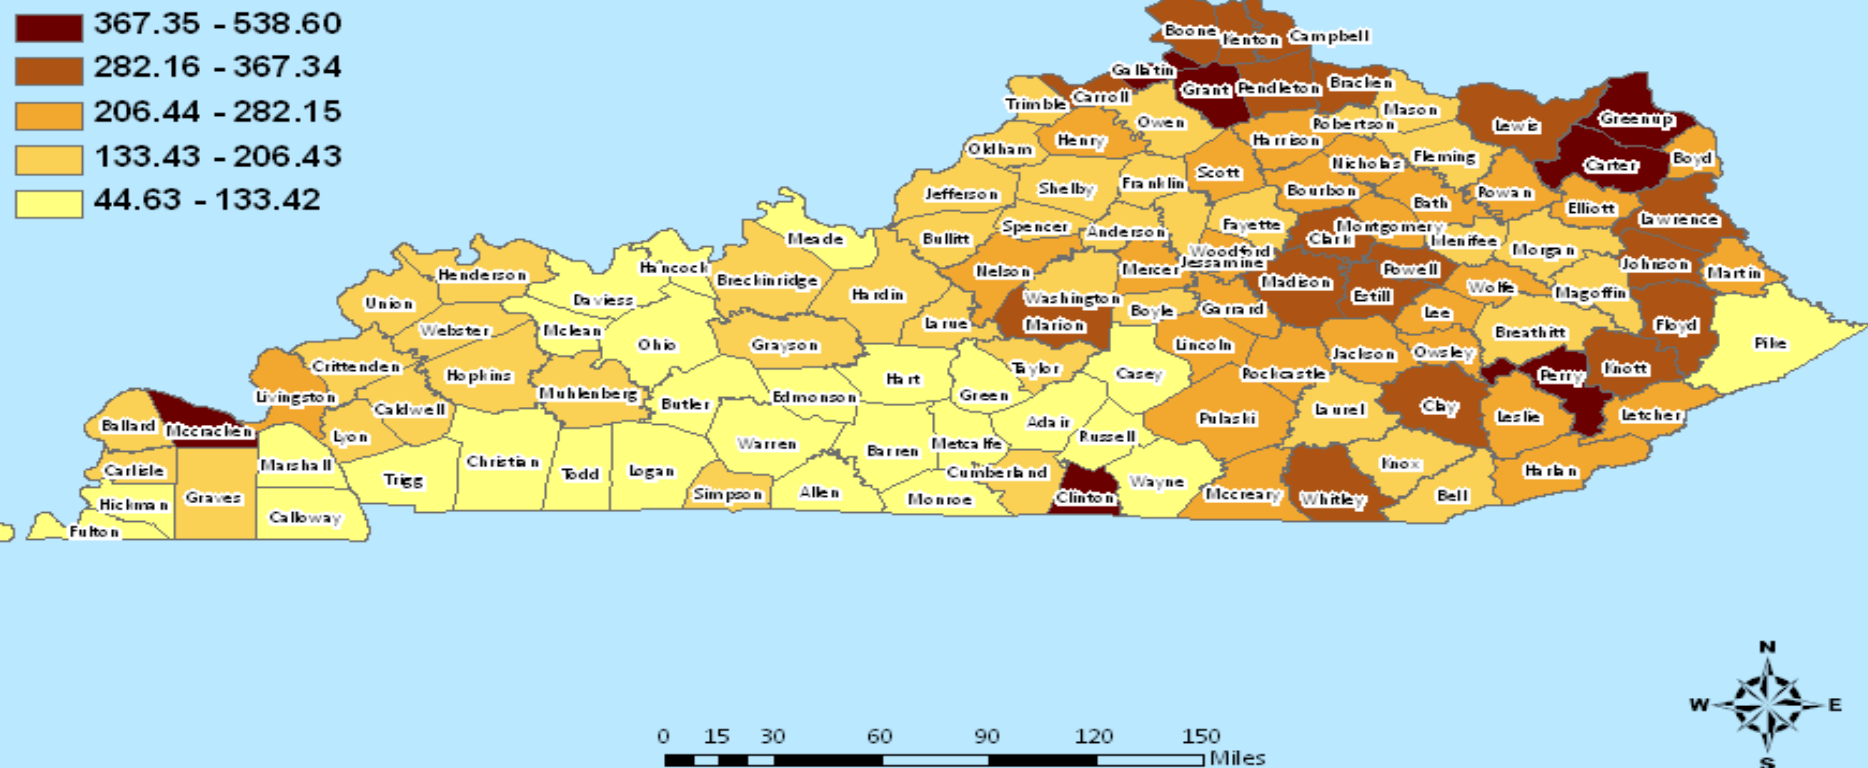 367.35 - 538.60
282.16 - 367.34
206.44 - 282.15
133.43 - 206.43
44.63 - 133.42
Boone
Kenton
Campbell
Gallatin
Grant
Pendleton
Bracken
Trimble
Carroll
Owen
Mason
Robertson
Lewis
Greenup
Oldham
Henry
Harrison
Nicholas
Fleming
Carter
Boyd
Jefferson
Shelby
Franklin
Scott
Bourbon
Bath
Rowan
Elliott
Lawrence
Meade
Bullitt
Spencer
Anderson
Fayette
Woodford
Jessamine
Clark
Montgomery
Menifee
Morgan
Henderson
Hancock
Breckinridge
Nelson
Mercer
Madison
Powell
Estill
Wolfe
Johnson
Martin
Union
Daviess
Hardin
Washington
Magoffin
Webster
Mclean
Ohio
Grayson
Larue
Marion
Boyle
Garrard
Lee
Breathitt
Floyd
Pike
Crittenden
Hopkins
Hart
Taylor
Casey
Lincoln
Rockcastle
Jackson
Owsley
Perry
Knott
Livingston
Caldwell
Muhlenberg
Butler
Edmonson
Green
Adair
Pulaski
Laurel
Clay
Leslie
Letcher
Ballard
Mccracken
Lyon
Warren
Barren
Metcalfe
Russell
Carlisle
Marshall
Trigg
Christian
Todd
Logan
Simpson
Allen
Cumberland
Monroe
Clinton
Wayne
Mccreary
Whitley
Knox
Bell
Harlan
Hickman
Graves
Calloway
Fulton
N
W
E
S
0 15 30 60 90 120 150
Miles